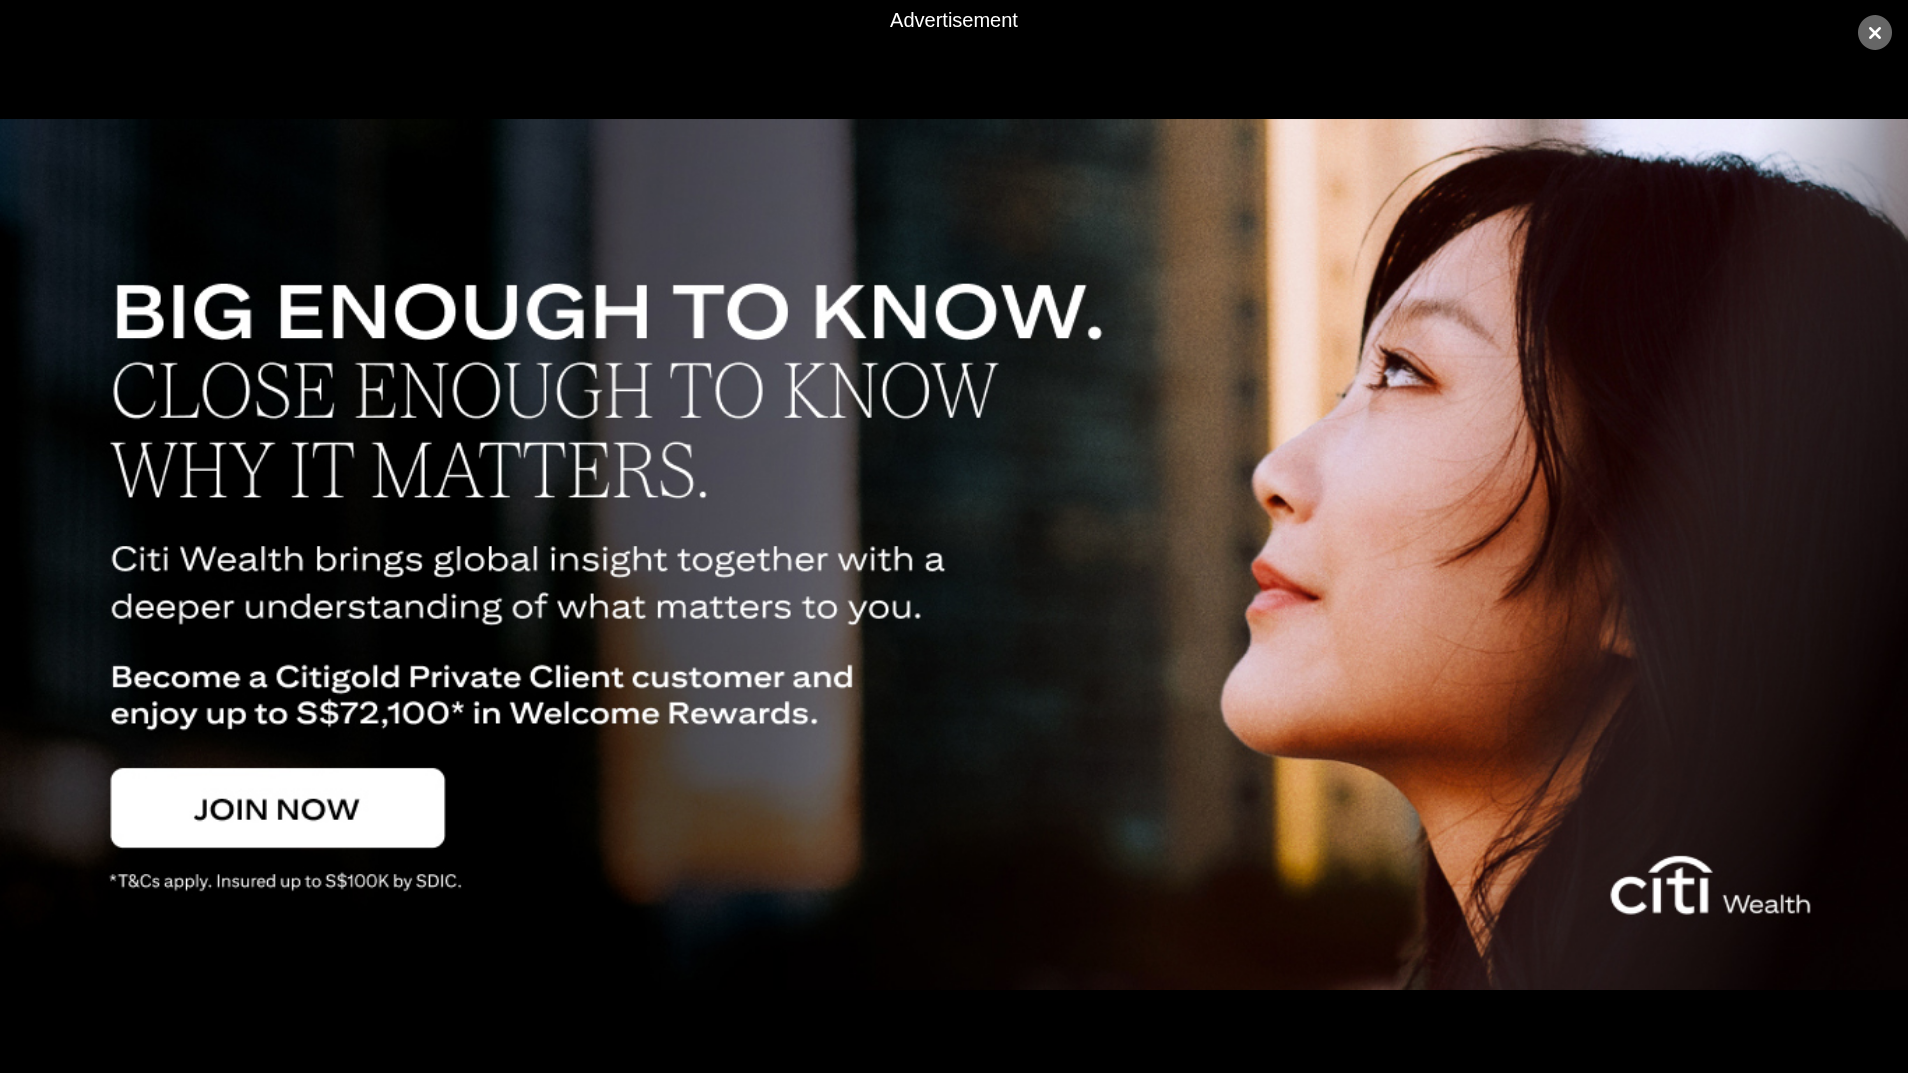 Advertisement
BIG ENOUGH TO KNOW.
CLOSE ENOUGH TO KNOW
WHY IT MATTERS.
Citi Wealth brings global insight together with a
deeper understanding of what matters to you.
Become a Citigold Private Client customer and
enjoy up to S$72,100* in Welcome Rewards.
JOIN NOW
*T&Cs apply. Insured up to S$100K by SDIC.
citi Wealth